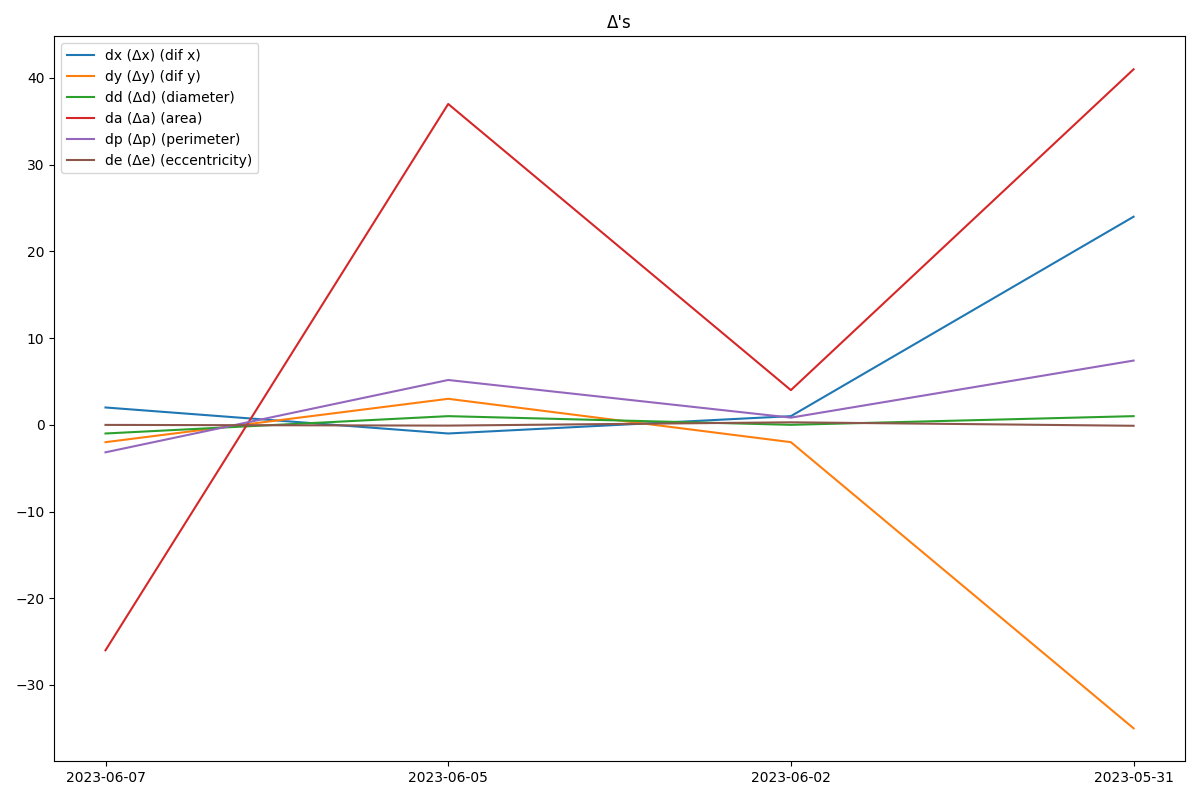 Δ's
dx (Δx) (dif x)
dy (Δy) (dif y)
dd (Δd) (diameter)
da (Δa) (area)
dp (Δp) (perimeter)
de (Δe) (eccentricity)
40
30
20
10
0
−10
−20
−30
2023-06-07 2023-06-05 2023-06-02 2023-05-31